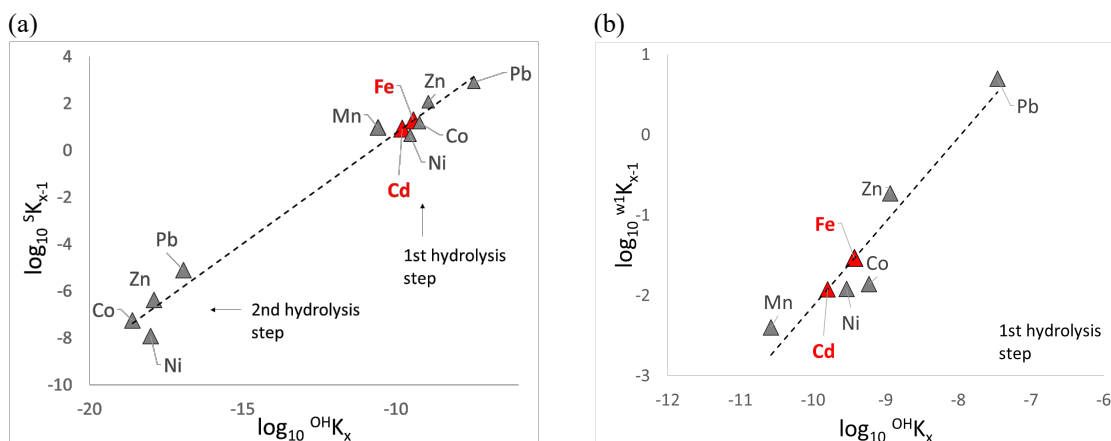 (a)
4
2
0
-2
-4
-6
-8
-10
-20
-15
-10
log₁₀ ᔆK_x-1
log₁₀ ᴼᴴKₓ
Fe
Zn
Pb
Mn
Co
Ni
Cd
1st hydrolysis
step
Pb
Zn
Co
Ni
2nd hydrolysis
step
(b)
1
0
-1
-2
-3
-12
-11
-10
-9
-8
-7
-6
log₁₀ ʷ¹K_x-1
log₁₀ ᴼᴴKₓ
Pb
Zn
Fe
Co
Mn
Ni
Cd
1st hydrolysis
step